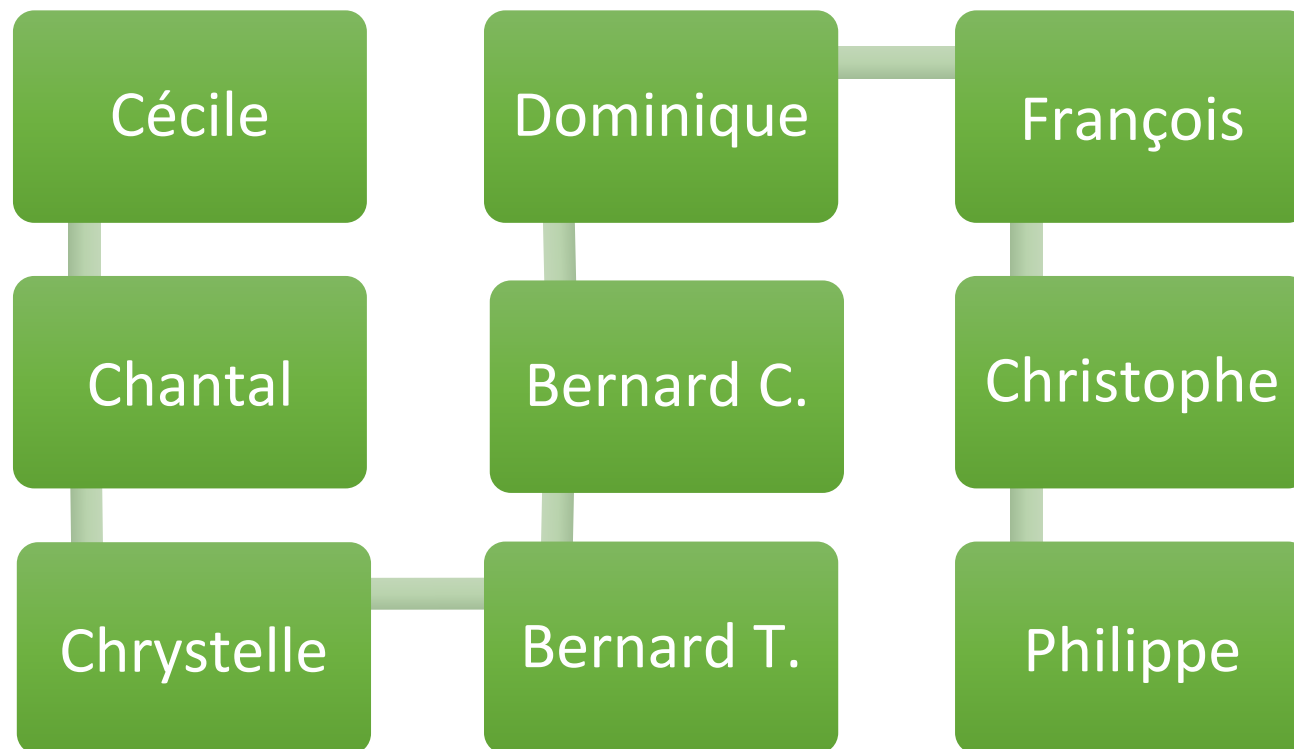 Cécile
Chantal
Chrystelle
Bernard T.
Bernard C.
Dominique
François
Christophe
Philippe